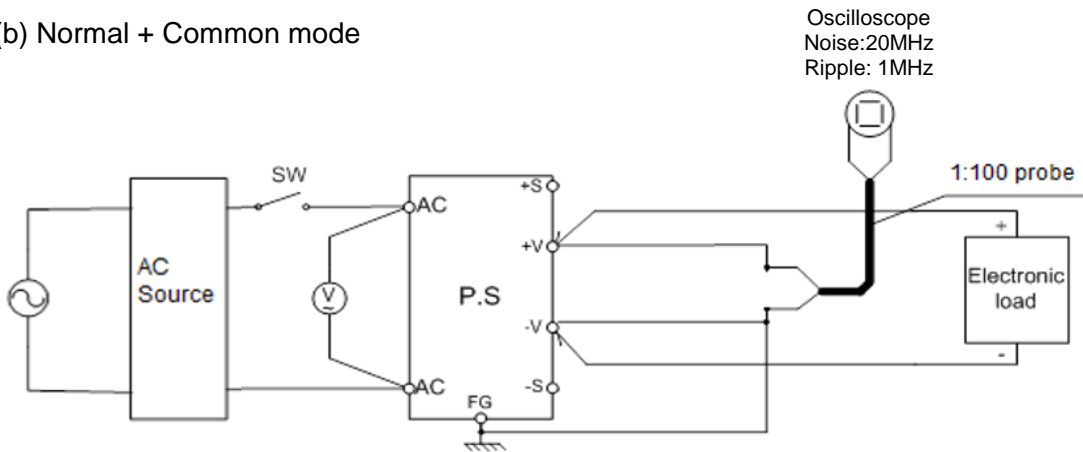 (b) Normal + Common mode
Oscilloscope
Noise:20MHz
Ripple: 1MHz
1:100 probe
SW
AC
Source
V
AC
AC
P.S
+S
+V
-V
-S
FG
+
Electronic
load
-